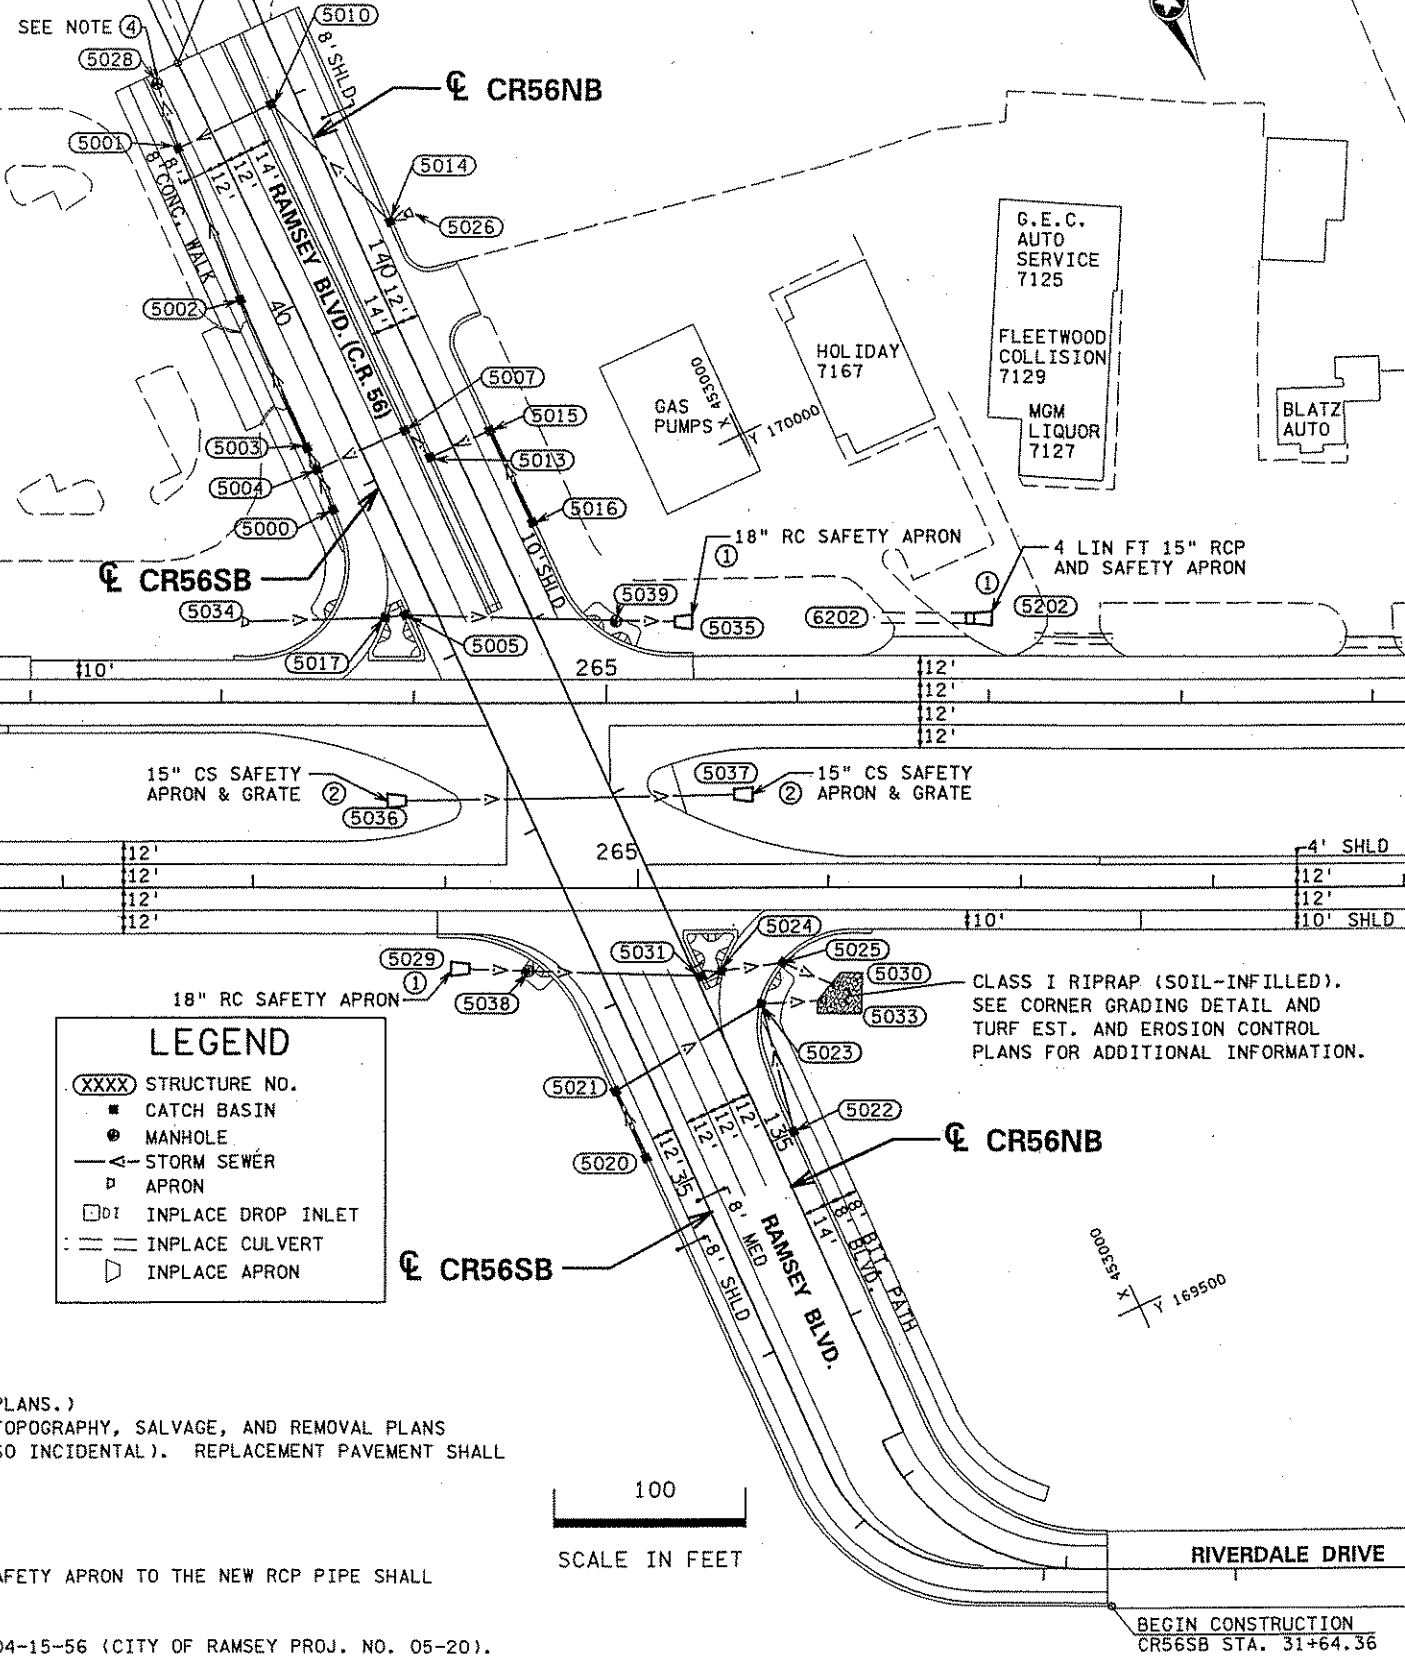 SEE NOTE 4
5028
5010
8' SHLD
℄ CR56NB
5001
8'
8' CONC. WALK
12'
12'
14'
RAMSEY BLVD. (C.R. 56)
5014
5026
140
12'
14'
5002
40
5007
5015
5003
5013
5004
5016
5000
10' SHLD
℄ CR56SB
5034
5017
5005
5039
18" RC SAFETY APRON
1
5035
GAS
PUMPS
X 453000
Y 170000
HOLIDAY
7167
G.E.C.
AUTO
SERVICE
7125
FLEETWOOD
COLLISION
7129
MGM
LIQUOR
7127
BLATZ
AUTO
4 LIN FT 15" RCP
AND SAFETY APRON
1
6202
5202
10'
265
12'
12'
12'
12'
15" CS SAFETY
APRON & GRATE
2
5036
5037
15" CS SAFETY
APRON & GRATE
2
265
12'
12'
12'
12'
4' SHLD
12'
12'
10' SHLD
10'
5029
1
18" RC SAFETY APRON
5038
5031
5024
5025
5030
5033
5023
CLASS I RIPRAP (SOIL-INFILLED).
SEE CORNER GRADING DETAIL AND
TURF EST. AND EROSION CONTROL
PLANS FOR ADDITIONAL INFORMATION.
5021
5022
5020
12'
12'
12'
135
12'
35
℄ CR56NB
8' MED
RAMSEY BLVD.
14'
8' BLVD.
8' BIT. PATH
8' SHLD
℄ CR56SB
X 453000
Y 169500
LEGEND
XXXX STRUCTURE NO.
CATCH BASIN
MANHOLE
STORM SEWER
APRON
DI INPLACE DROP INLET
INPLACE CULVERT
INPLACE APRON
PLANS.)
TOPOGRAPHY, SALVAGE, AND REMOVAL PLANS
SO INCIDENTAL). REPLACEMENT PAVEMENT SHALL
100
SCALE IN FEET
AFETY APRON TO THE NEW RCP PIPE SHALL
04-15-56 (CITY OF RAMSEY PROJ. NO. 05-20).
RIVERDALE DRIVE
BEGIN CONSTRUCTION
CR56SB STA. 31+64.36